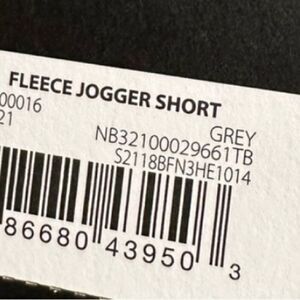 FLEECE JOGGER SHORT
00016
GREY
21
NB32100029661TB
S2118BFN3HE1014
86680 43950 3